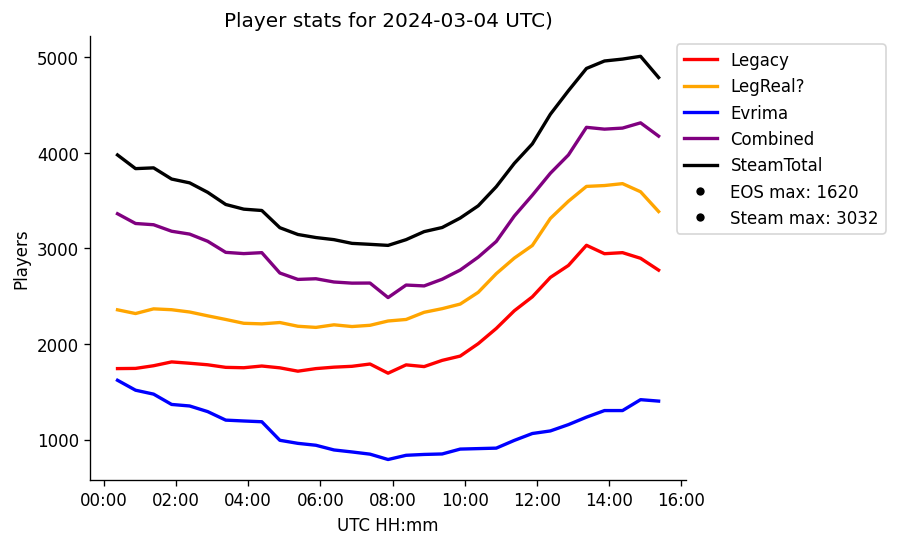 Player stats for 2024-03-04 UTC)
5000
4000
3000
2000
1000
Players
00:00 02:00 04:00 06:00 08:00 10:00 12:00 14:00 16:00
UTC HH:mm
Legacy
LegReal?
Evrima
Combined
SteamTotal
EOS max: 1620
Steam max: 3032